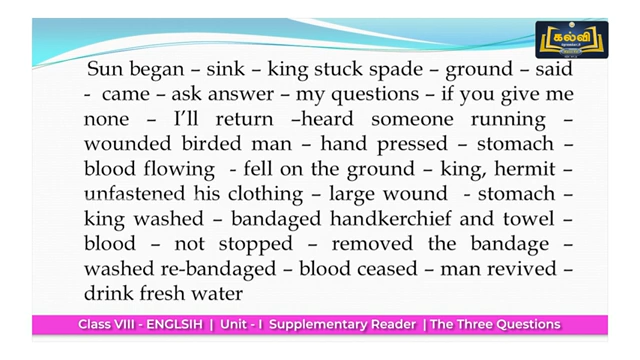 கல்வி
Sun began – sink – king stuck spade – ground – said
- came – ask answer – my questions – if you give me
none – I’ll return –heard someone running –
wounded birded man – hand pressed – stomach –
blood flowing - fell on the ground – king, hermit –
unfastened his clothing – large wound - stomach –
king washed – bandaged handkerchief and towel –
blood – not stopped – removed the bandage –
washed re-bandaged – blood ceased – man revived –
drink fresh water
Class VIII - ENGLSIH | Unit - I Supplementary Reader | The Three Questions